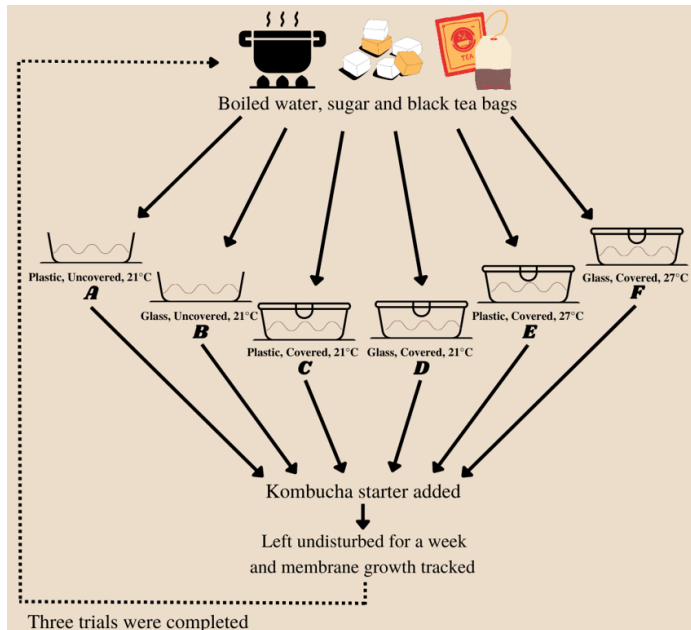 TEA
Boiled water, sugar and black tea bags
Plastic, Uncovered, 21°C
A
Glass, Uncovered, 21°C
B
Plastic, Covered, 21°C
C
Glass, Covered, 21°C
D
Plastic, Covered, 27°C
E
Glass, Covered, 27°C
F
Kombucha starter added
Left undisturbed for a week
and membrane growth tracked
Three trials were completed